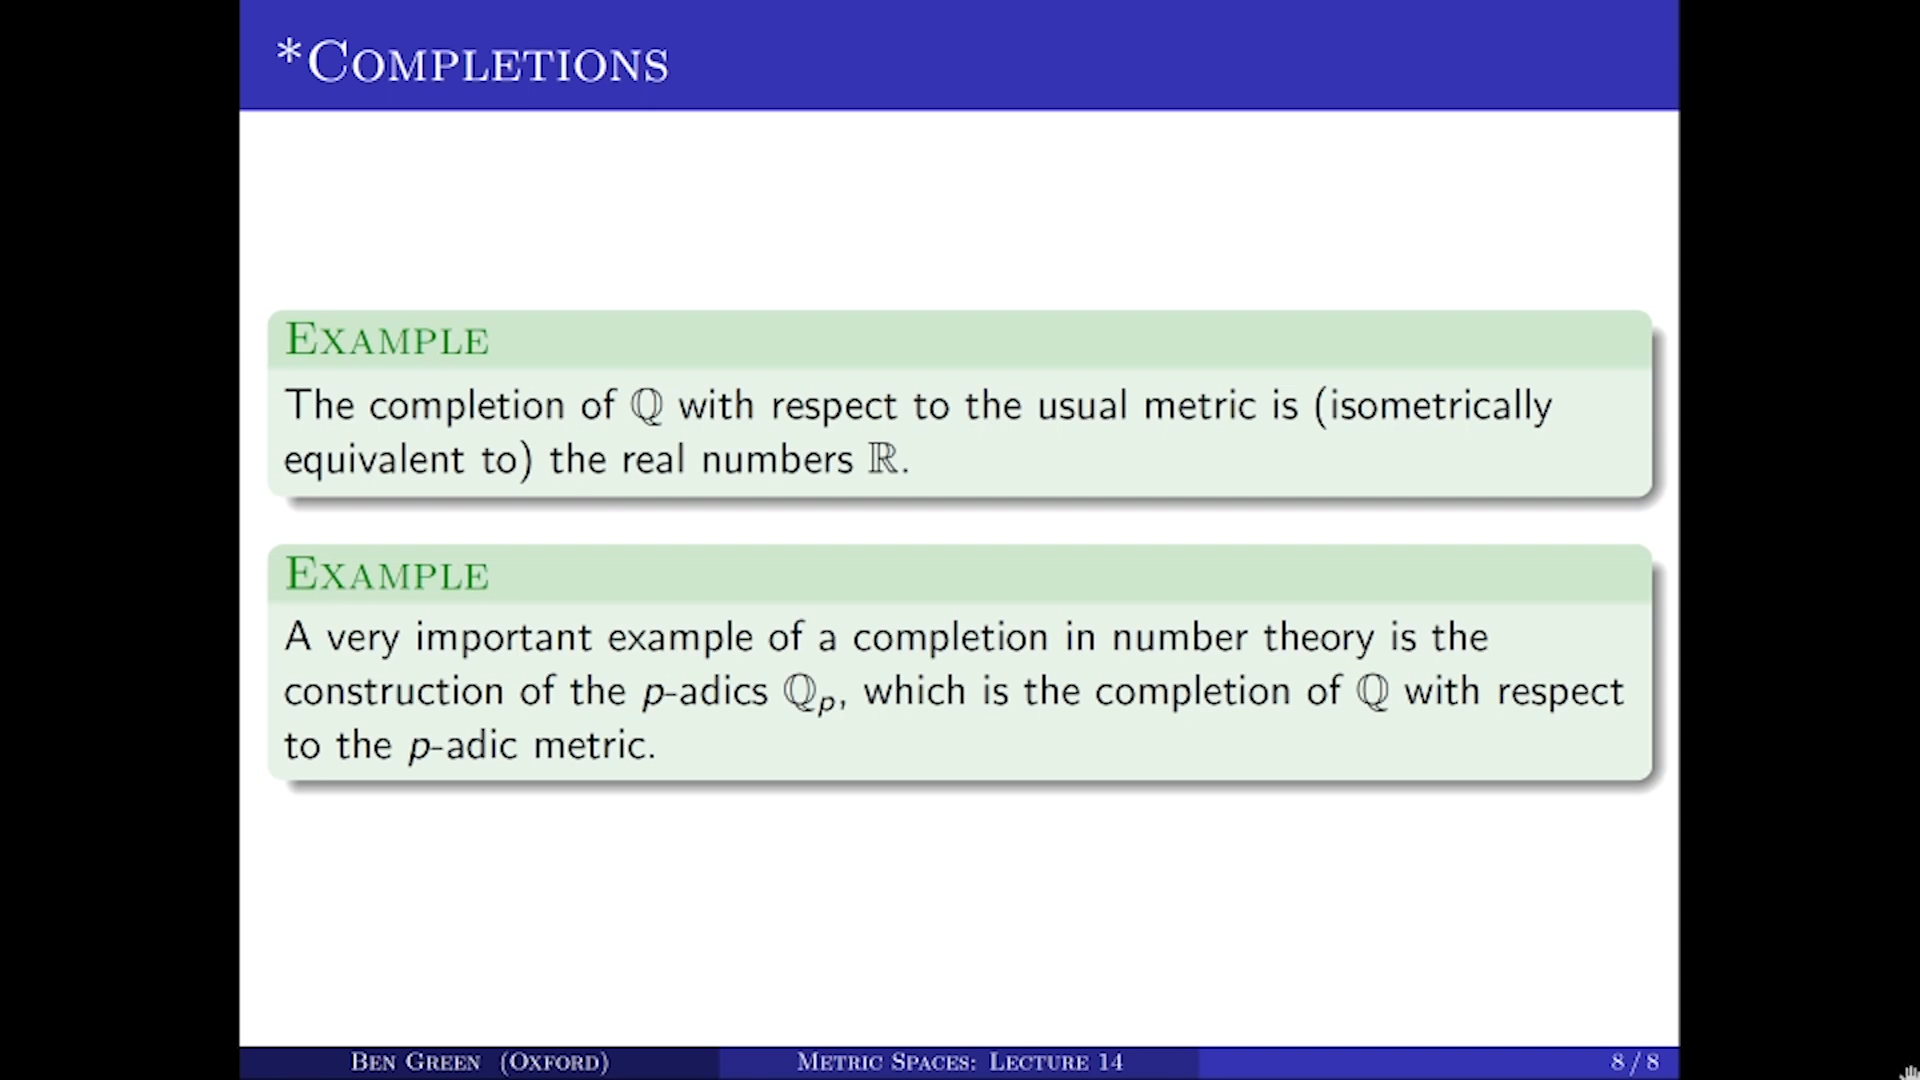 *Completions
Example
The completion of ℚ with respect to the usual metric is (isometrically
equivalent to) the real numbers ℝ.
Example
A very important example of a completion in number theory is the
construction of the p-adics ℚₚ, which is the completion of ℚ with respect
to the p-adic metric.
Ben Green (Oxford) Metric Spaces: Lecture 14 8 / 8